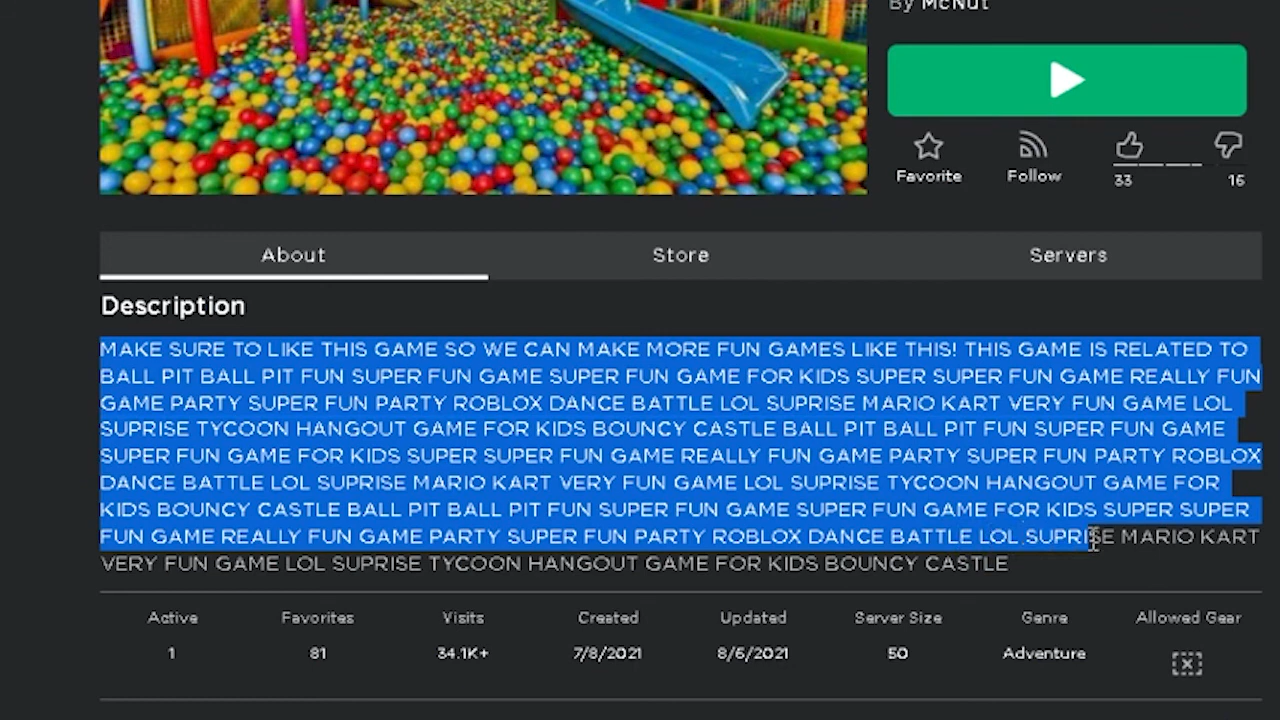 By McNut
Favorite Follow
33 16
About Store Servers
Description
MAKE SURE TO LIKE THIS GAME SO WE CAN MAKE MORE FUN GAMES LIKE THIS! THIS GAME IS RELATED TO
BALL PIT BALL PIT FUN SUPER FUN GAME SUPER FUN GAME FOR KIDS SUPER SUPER FUN GAME REALLY FUN
GAME PARTY SUPER FUN PARTY ROBLOX DANCE BATTLE LOL SUPRISE MARIO KART VERY FUN GAME LOL
SUPRISE TYCOON HANGOUT GAME FOR KIDS BOUNCY CASTLE BALL PIT BALL PIT FUN SUPER FUN GAME
SUPER FUN GAME FOR KIDS SUPER SUPER FUN GAME REALLY FUN GAME PARTY SUPER FUN PARTY ROBLOX
DANCE BATTLE LOL SUPRISE MARIO KART VERY FUN GAME LOL SUPRISE TYCOON HANGOUT GAME FOR
KIDS BOUNCY CASTLE BALL PIT BALL PIT FUN SUPER FUN GAME SUPER FUN GAME FOR KIDS SUPER SUPER
FUN GAME REALLY FUN GAME PARTY SUPER FUN PARTY ROBLOX DANCE BATTLE LOL SUPRISE MARIO KART
VERY FUN GAME LOL SUPRISE TYCOON HANGOUT GAME FOR KIDS BOUNCY CASTLE
Active Favorites Visits Created Updated Server Size Genre Allowed Gear
1 81 34.1K+ 7/8/2021 8/6/2021 50 Adventure